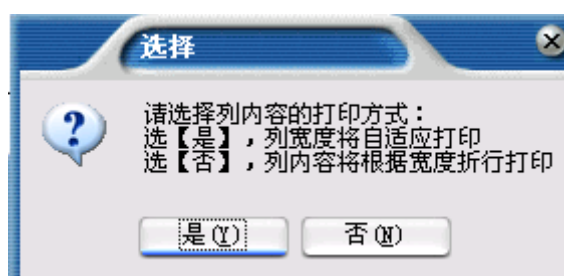 选择
请选择列内容的打印方式：
选【是】，列宽度将自适应打印
选【否】，列内容将根据宽度折行打印
是(Y) 否(N)